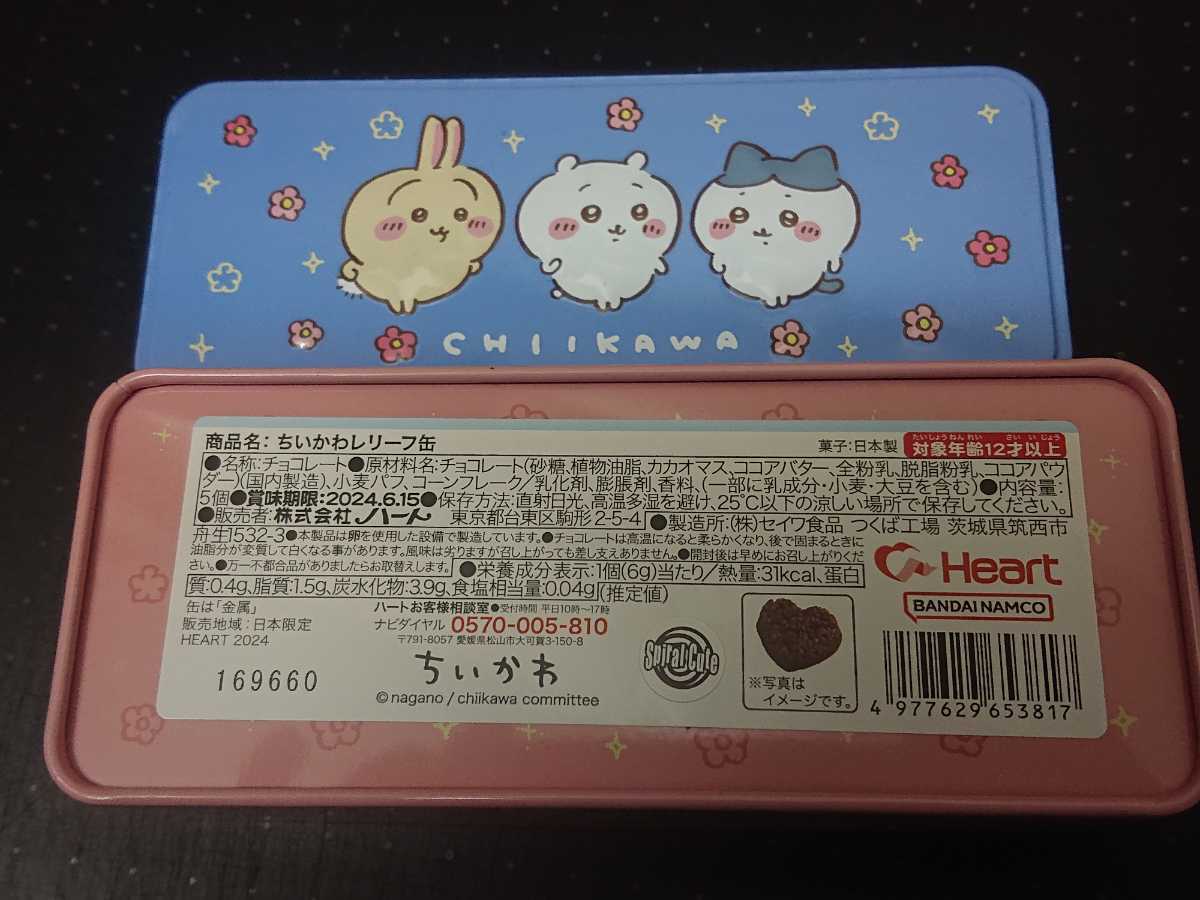 CHIIKAWA
商品名: ちいかわレリーフ缶
菓子:日本製
たいしょうねんれい さい いじょう
対象年齢12才以上
●名称:チョコレート●原材料名:チョコレート(砂糖、植物油脂、カカオマス、ココアバター、全粉乳、脱脂粉乳、ココアパウ
ダー)(国内製造)、小麦パフ、コーンフレーク/乳化剤、膨脹剤、香料、(一部に乳成分・小麦・大豆を含む)●内容量:
5個●賞味期限:2024.6.15●保存方法:直射日光、高温多湿を避け、25℃以下の涼しい場所で保存してください。
●販売者:株式会社ハート 東京都台東区駒形2-5-4 ●製造所:(株)セイワ食品 つくば工場 茨城県筑西市
舟生1532-3●本製品は卵を使用した設備で製造しています。●チョコレートは高温になると柔らかくなり、後で固まるときに
油脂分が変質して白くなる事があります。風味は劣りますが召し上がっても差し支えありません。●開封後は早めにお召し上がりくだ
さい。●万一不都合品がありましたらお取替えします。 ●栄養成分表示:1個(6g)当たり/熱量:31kcal、蛋白
質:0.4g、脂質:1.5g、炭水化物:3.9g、食塩相当量:0.04g(推定値)
Heart
BANDAI NAMCO
缶は「金属」
販売地域:日本限定
HEART 2024
169660
ハートお客様相談室●受付時間 平日10時〜17時
ナビダイヤル 0570-005-810
〒791-8057 愛媛県松山市大可賀3-150-8
ちいかわ
©nagano / chiikawa committee
Spiral Cute
※写真は
イメージです。
4 977629 653817